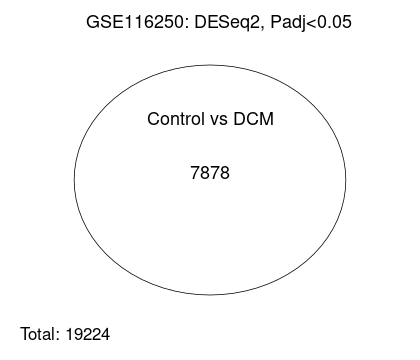 GSE116250: DESeq2, Padj<0.05
Control vs DCM
7878
Total: 19224